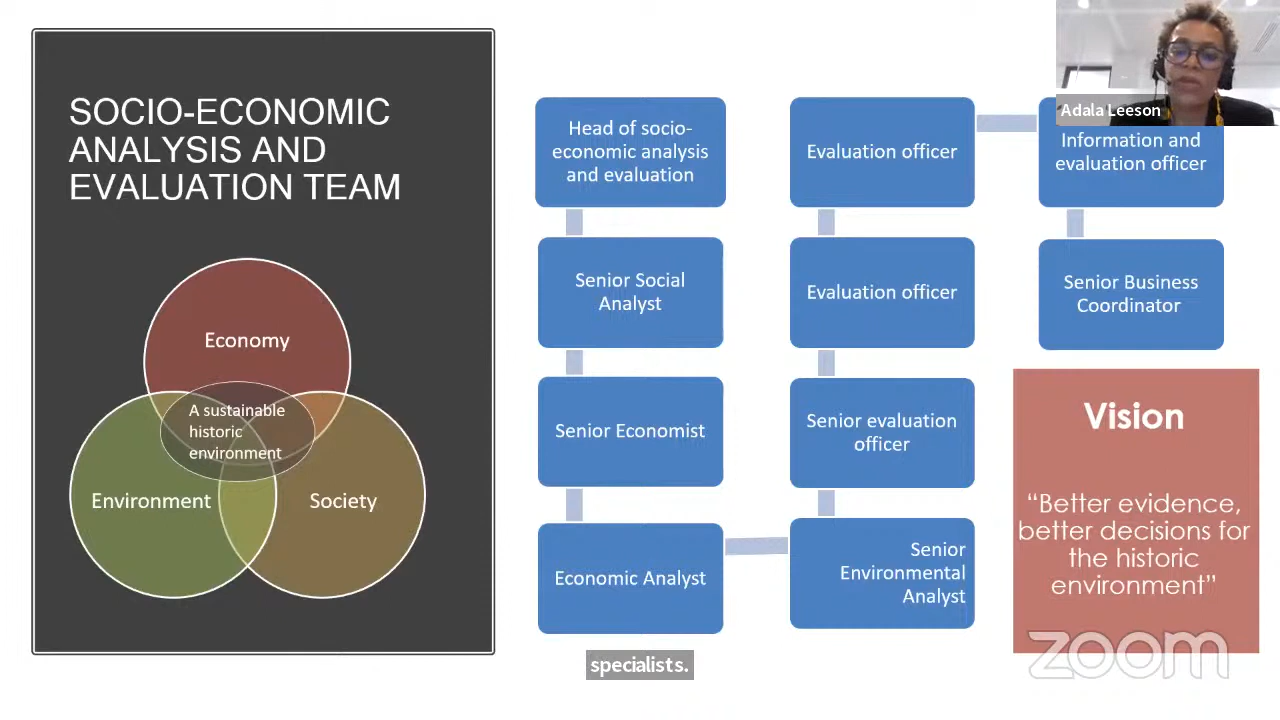 SOCIO-ECONOMIC
ANALYSIS AND
EVALUATION TEAM
Economy
A sustainable
historic
environment
Environment
Society
Head of socio-
economic analysis
and evaluation
Senior Social
Analyst
Senior Economist
Economic Analyst
Senior
Environmental
Analyst
Senior evaluation
officer
Evaluation officer
Evaluation officer
Adala Leeson
Information and
evaluation officer
Senior Business
Coordinator
Vision
“Better evidence,
better decisions for
the historic
environment”
zoom
specialists.